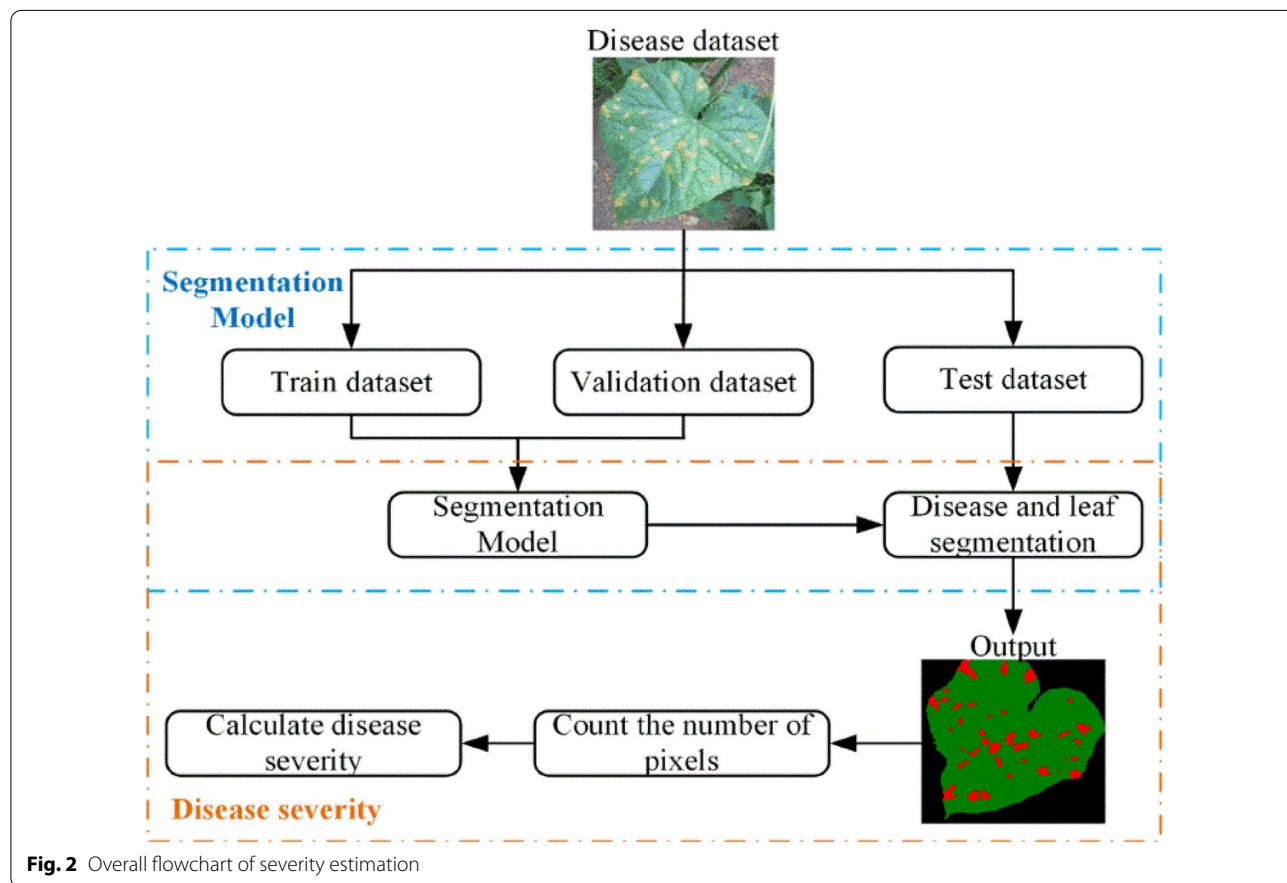 Disease dataset
Segmentation
Model
Train dataset
Validation dataset
Test dataset
Segmentation
Model
Disease and leaf
segmentation
Output
Calculate disease
severity
Count the number of
pixels
Disease severity
Fig. 2 Overall flowchart of severity estimation